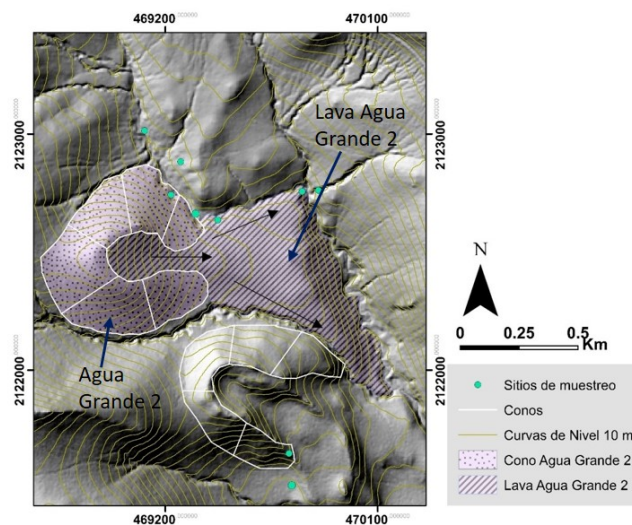 469200
470100
Lava Agua
Grande 2
2123000
2123000
N
0
0.25
0.5
Km
Agua
Grande 2
2122000
2122000
Sitios de muestreo
Conos
Curvas de Nivel 10 m
Cono Agua Grande 2
Lava Agua Grande 2
469200
470100